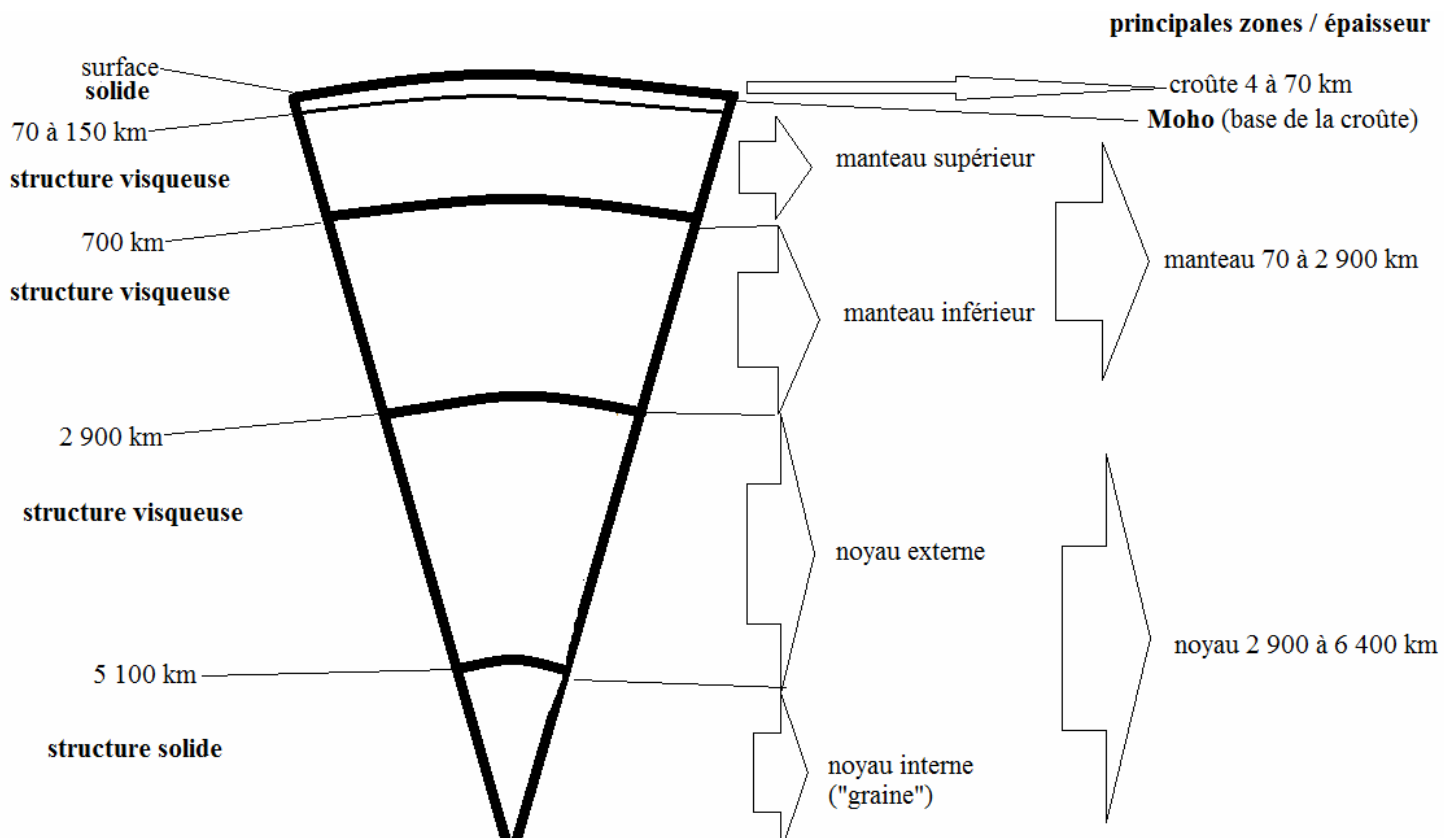 principales zones / épaisseur
surface
solide
croûte 4 à 70 km
70 à 150 km
Moho (base de la croûte)
manteau supérieur
structure visqueuse
700 km
manteau 70 à 2 900 km
structure visqueuse
manteau inférieur
2 900 km
structure visqueuse
noyau externe
noyau 2 900 à 6 400 km
5 100 km
structure solide
noyau interne
("graine")